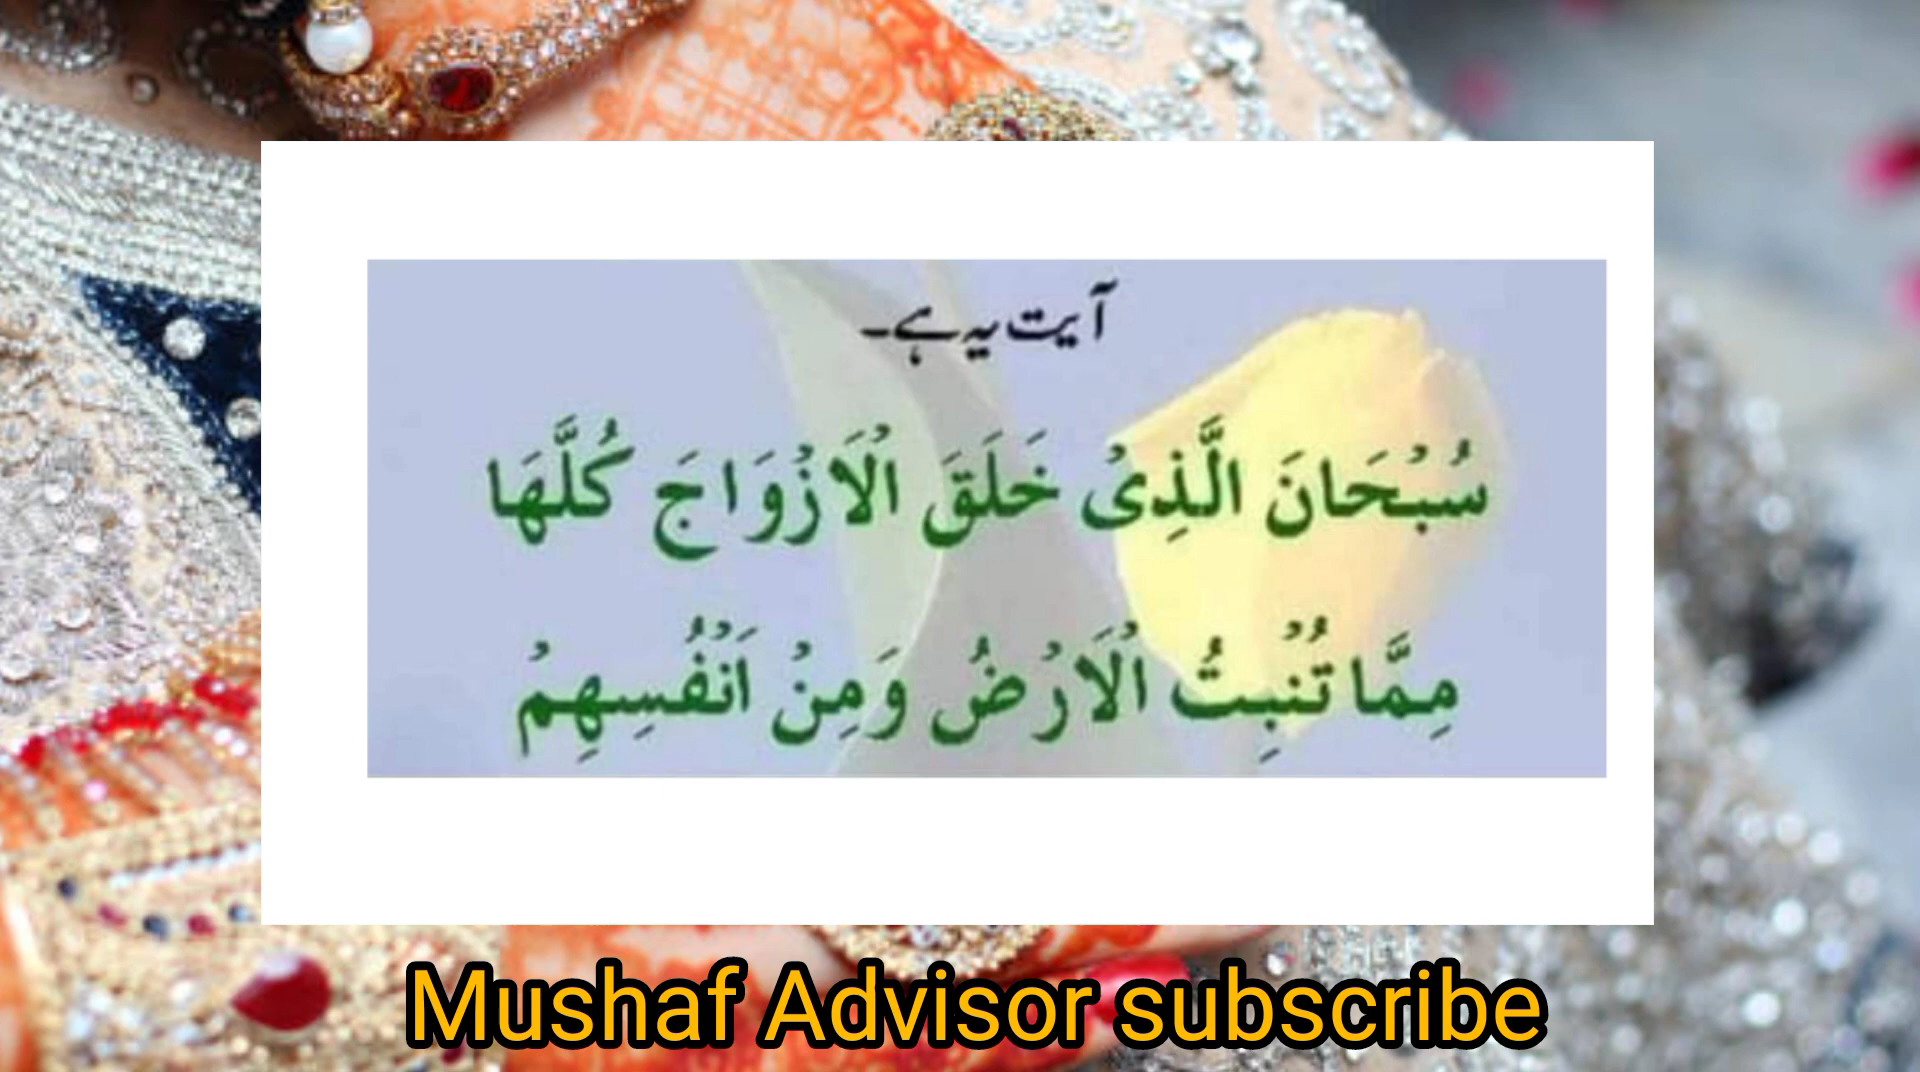 آیت یہ ہے۔
سُبْحَانَ الَّذِیْ خَلَقَ الْاَزْوَاجَ کُلَّهَا
مِمَّا تُنْبِتُ الْاَرْضُ وَمِنْ اَنْفُسِهِمْ
Mushaf Advisor subscribe